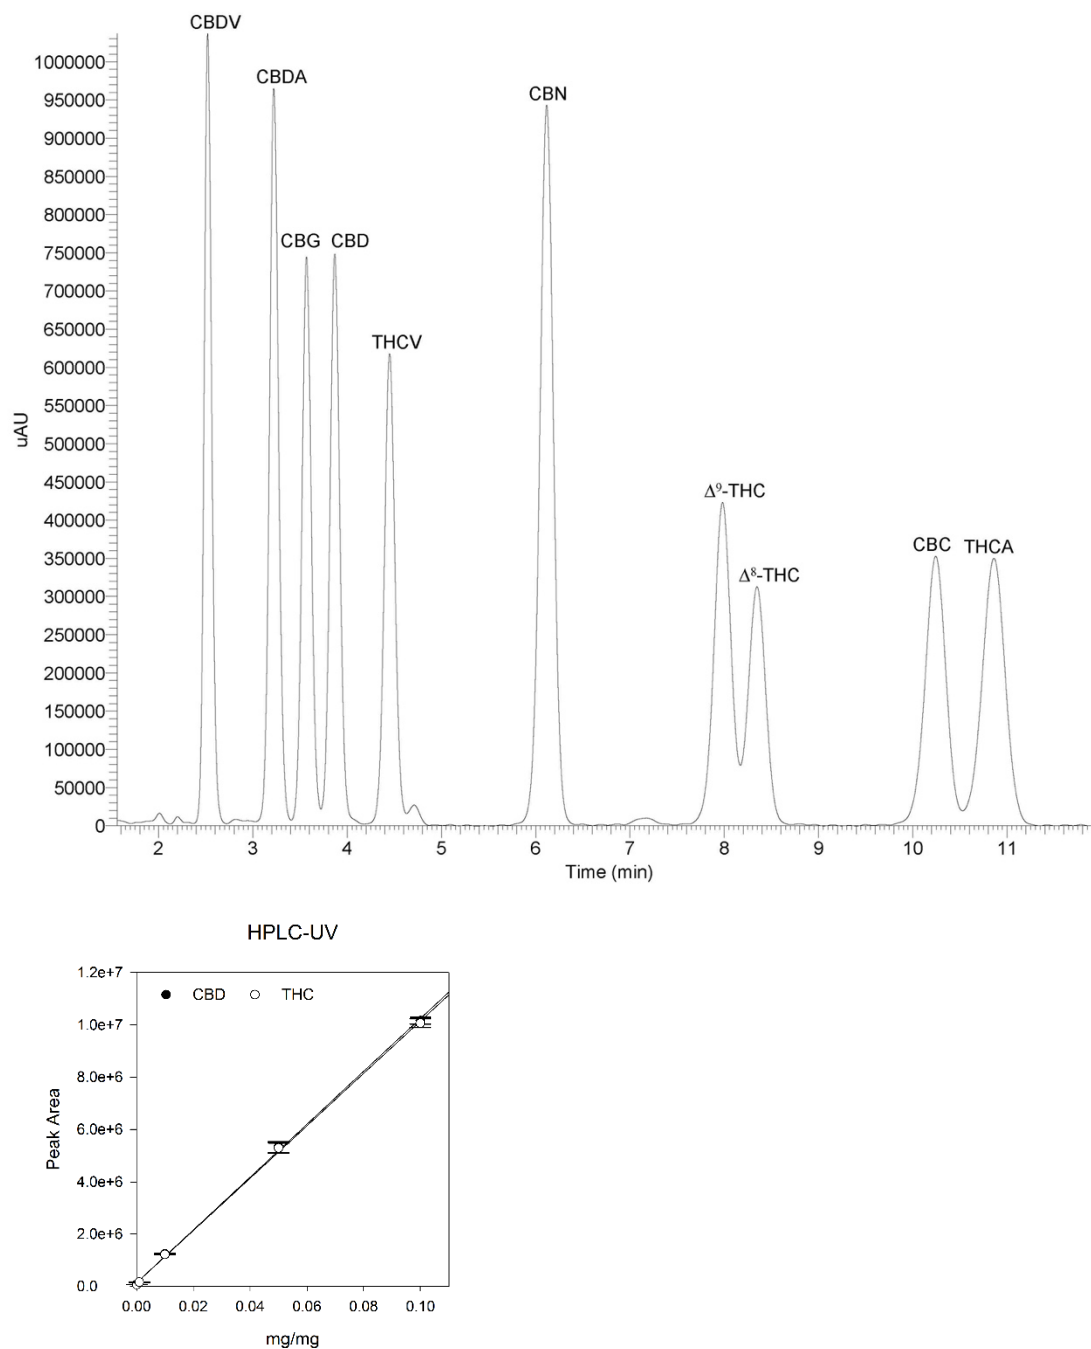 CBDV
1000000
CBDA
950000
CBN
900000
850000
800000
750000
CBG CBD
700000
650000
THCV
600000
550000
uAU
500000
450000
Δ⁹-THC
400000
350000
CBC THCA
Δ⁸-THC
300000
250000
200000
150000
100000
50000
0
2 3 4 5 6 7 8 9 10 11
Time (min)
HPLC-UV
1.2e+7
CBD THC
1.0e+7
8.0e+6
Peak Area
6.0e+6
4.0e+6
2.0e+6
0.0
0.00 0.02 0.04 0.06 0.08 0.10
mg/mg